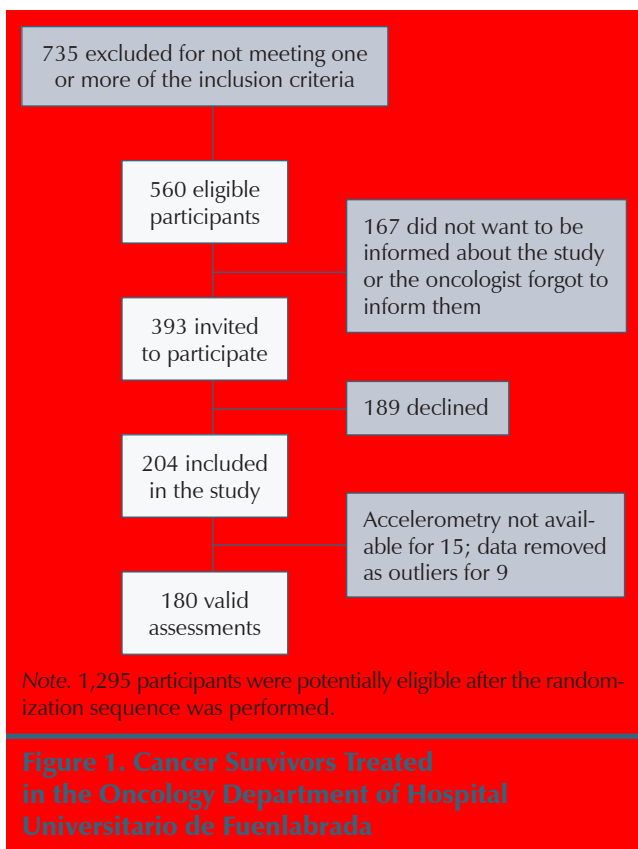 735 excluded for not meeting one
or more of the inclusion criteria
560 eligible
participants
167 did not want to be
informed about the study
or the oncologist forgot to
inform them
393 invited
to participate
189 declined
204 included
in the study
Accelerometry not avail-
able for 15; data removed
as outliers for 9
180 valid
assessments
Note. 1,295 participants were potentially eligible after the random-
ization sequence was performed.
Figure 1. Cancer Survivors Treated
in the Oncology Department of Hospital
Universitario de Fuenlabrada